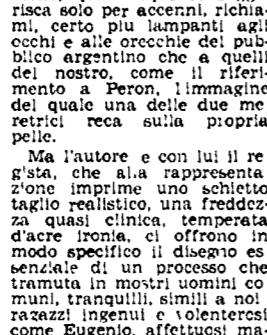 risca solo per accenni, richia-
mi, certo più lampanti agli
occhi e alle orecchie del pub-
blico argentino che a quelli
del nostro, come il riferi-
mento a Peron, l'immagine
del quale una delle due me
retrici reca sulla propria
pelle.
Ma l'autore e con lui il re
gista, che alla rappresenta
zione imprime uno schietto
taglio realistico, una freddez-
za quasi clinica, temperata
d'acre ironia, ci offrono in
modo specifico il disegno es
senziale di un processo che
tramuta in mostri uomini co
muni, tranquilli, simili a noi
ragazzi ingenui e volenterosi
come Eugenio, affettuosi ma-